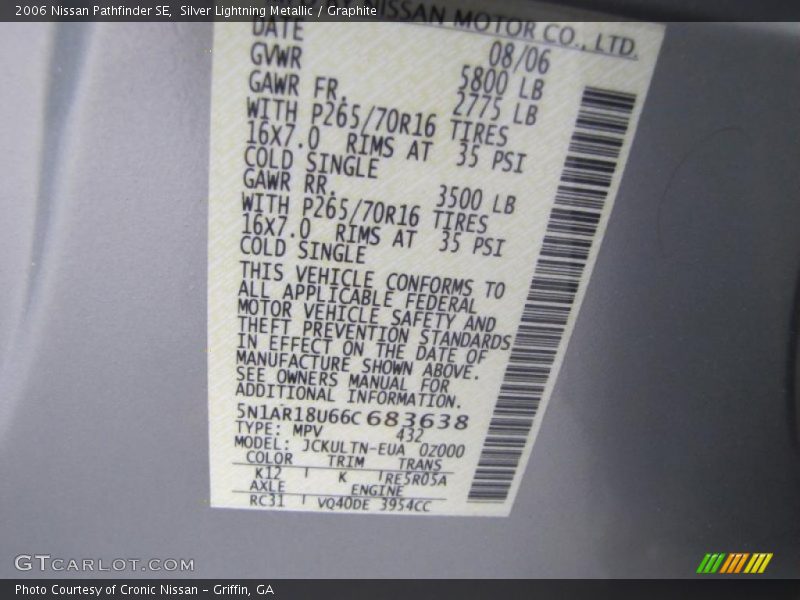 2006 Nissan Pathfinder SE,  Silver Lightning Metallic / Graphite
BY NISSAN MOTOR CO., LTD.
DATE 08/06
GVWR 5800 LB
GAWR FR. 2775 LB
WITH P265/70R16 TIRES
16X7.0 RIMS AT 35 PSI
COLD SINGLE
GAWR RR. 3500 LB
WITH P265/70R16 TIRES
16X7.0 RIMS AT 35 PSI
COLD SINGLE
THIS VEHICLE CONFORMS TO
ALL APPLICABLE FEDERAL
MOTOR VEHICLE SAFETY AND
THEFT PREVENTION STANDARDS
IN EFFECT ON THE DATE OF
MANUFACTURE SHOWN ABOVE.
SEE OWNERS MANUAL FOR
ADDITIONAL INFORMATION.
5N1AR18U66C683638
TYPE: MPV 432
MODEL: JCKULTN-EUA 0Z000
COLOR TRIM TRANS
K12 K RE5R05A
AXLE ENGINE
RC31 VQ40DE 3954CC
GTCARLOT.COM
Photo Courtesy of Cronic Nissan - Griffin, GA